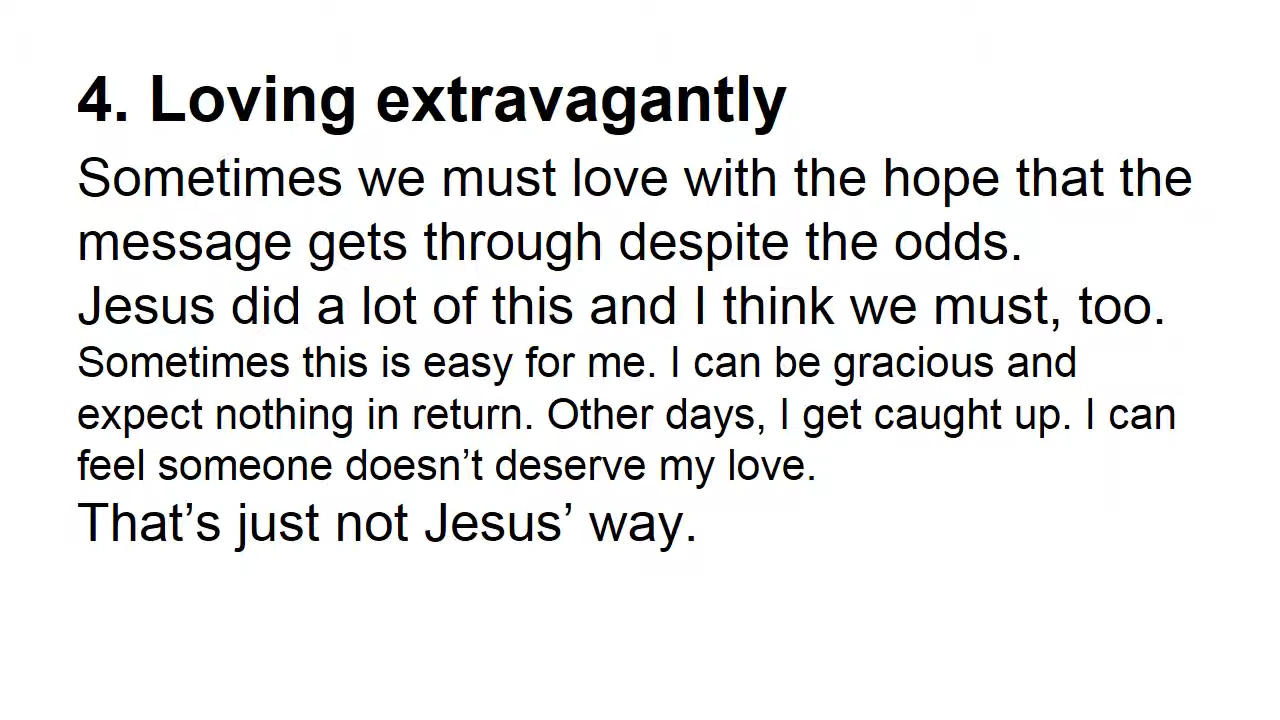 4. Loving extravagantly
Sometimes we must love with the hope that the
message gets through despite the odds.
Jesus did a lot of this and I think we must, too.
Sometimes this is easy for me. I can be gracious and
expect nothing in return. Other days, I get caught up. I can
feel someone doesn’t deserve my love.
That’s just not Jesus’ way.